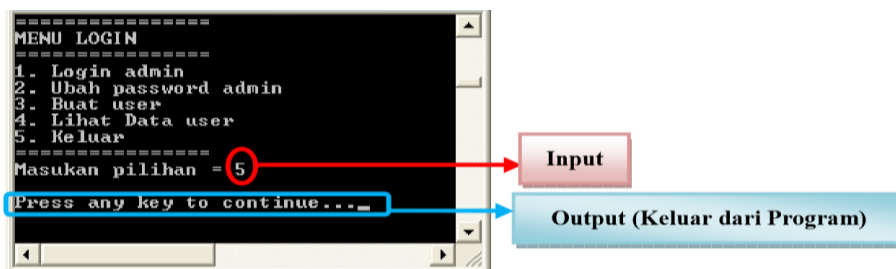 ================
MENU LOGIN
================
1. Login admin
2. Ubah password admin
3. Buat user
4. Lihat Data user
5. Keluar
================
Masukan pilihan = 5
Press any key to continue..._
Input
Output (Keluar dari Program)